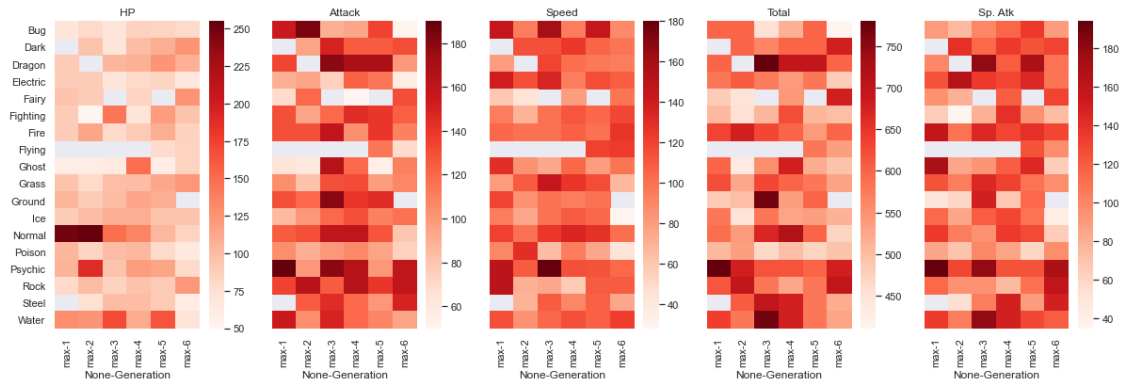 HP
Attack
Speed
Total
Sp. Atk
Bug
Dark
Dragon
Electric
Fairy
Fighting
Fire
Flying
Ghost
Grass
Ground
Ice
Normal
Poison
Psychic
Rock
Steel
Water
250
225
200
175
150
125
100
75
50
180
160
140
120
100
80
60
180
160
140
120
100
80
60
40
750
700
650
600
550
500
450
180
160
140
120
100
80
60
40
max-1 max-2 max-3 max-4 max-5 max-6
max-1 max-2 max-3 max-4 max-5 max-6
max-1 max-2 max-3 max-4 max-5 max-6
max-1 max-2 max-3 max-4 max-5 max-6
max-1 max-2 max-3 max-4 max-5 max-6
None-Generation
None-Generation
None-Generation
None-Generation
None-Generation